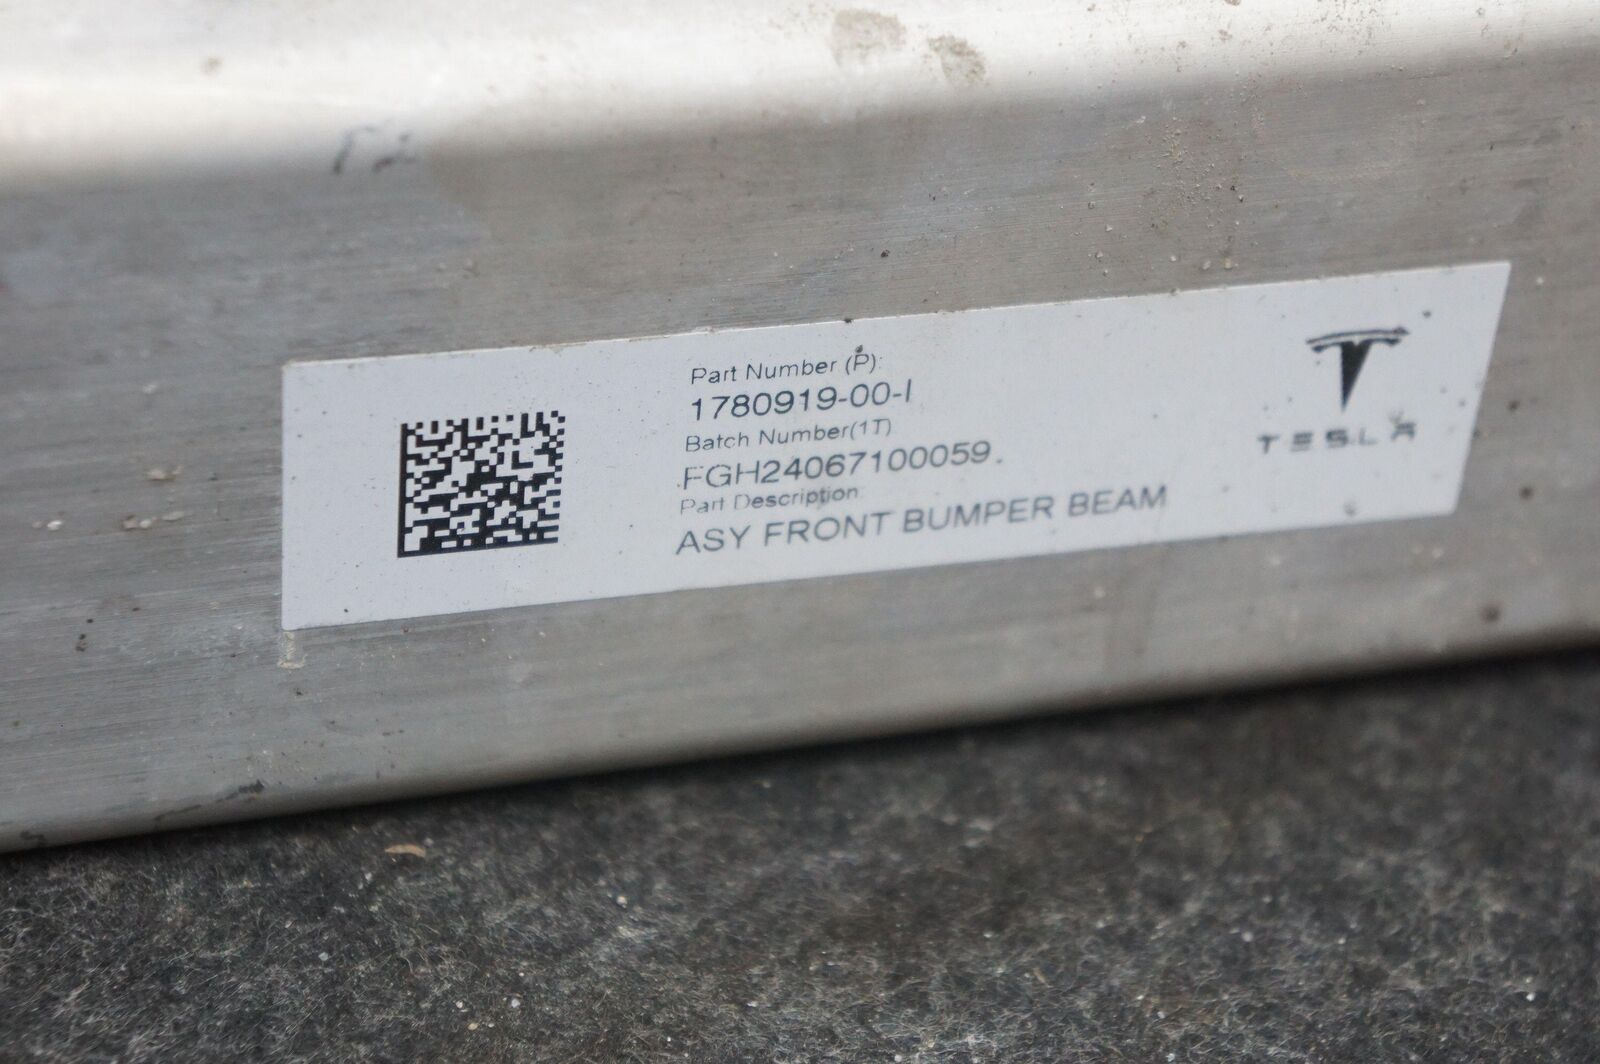 Part Number (P):
1780919-00-I
Batch Number(1T)
FGH24067100059
Part Description:
ASY FRONT BUMPER BEAM
TESLA